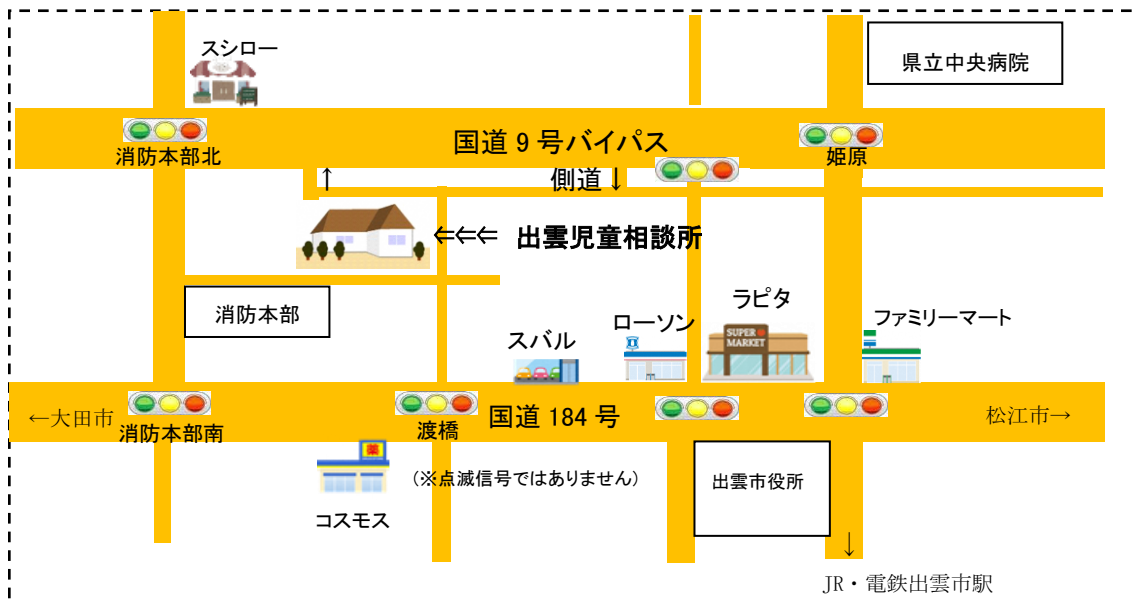 スシロー
県立中央病院
国道9号バイパス
消防本部北
姫原
↑
側道↓
⇐⇐⇐ 出雲児童相談所
消防本部
ラピタ
ローソン
ファミリーマート
スバル
SUPER
MARKET
←大田市
消防本部南
渡橋
国道184号
松江市→
薬
(※点滅信号ではありません)
出雲市役所
コスモス
↓
JR・電鉄出雲市駅